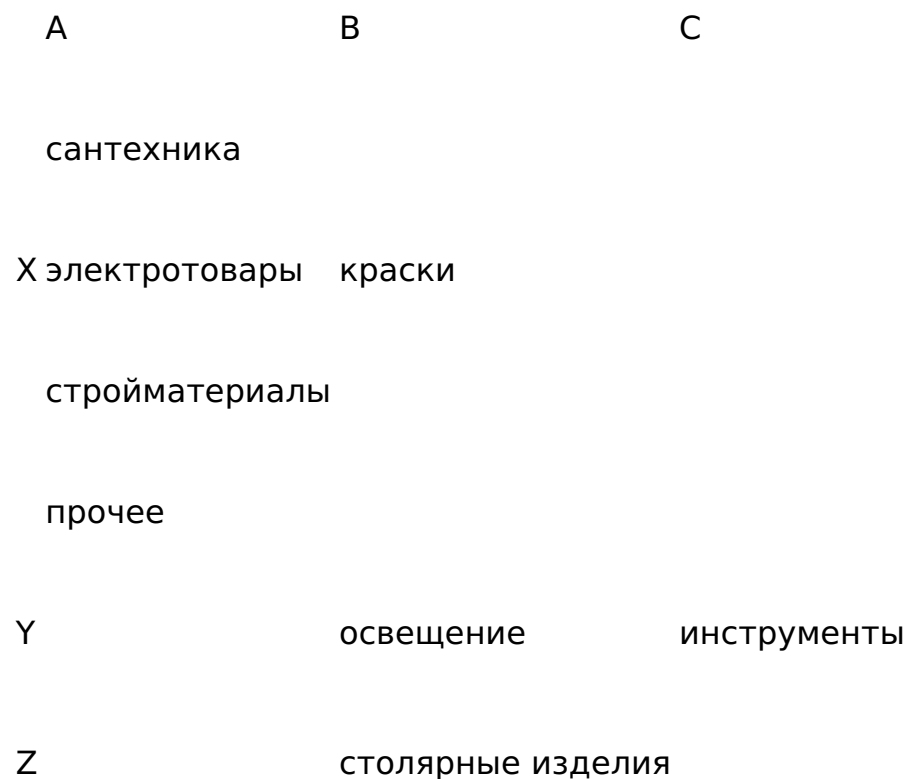 A B C
сантехника
X электротовары краски
стройматериалы
прочее
Y освещение инструменты
Z столярные изделия